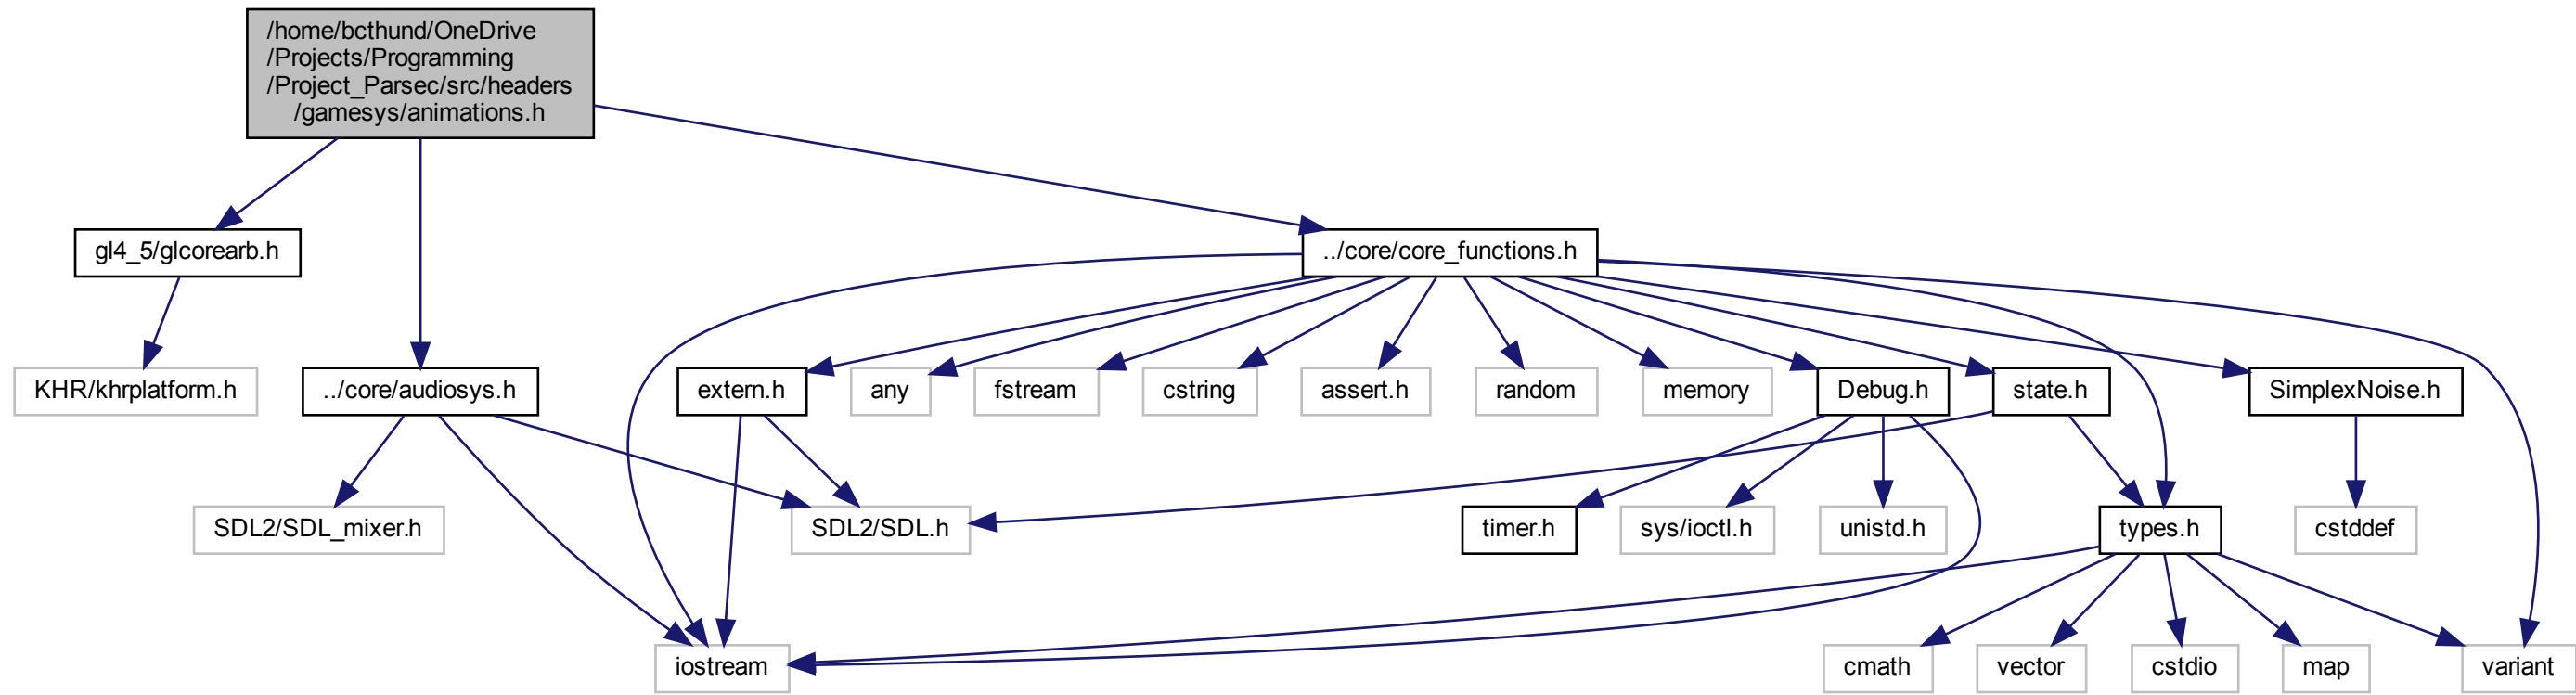 /home/bcthund/OneDrive
/Projects/Programming
/Project_Parsec/src/headers
/gamesys/animations.h
gl4_5/glcorearb.h
../core/core_functions.h
KHR/khrplatform.h
../core/audiosys.h
extern.h
any
fstream
cstring
assert.h
random
memory
Debug.h
state.h
SimplexNoise.h
SDL2/SDL_mixer.h
SDL2/SDL.h
timer.h
sys/ioctl.h
unistd.h
types.h
cstddef
iostream
cmath
vector
cstdio
map
variant